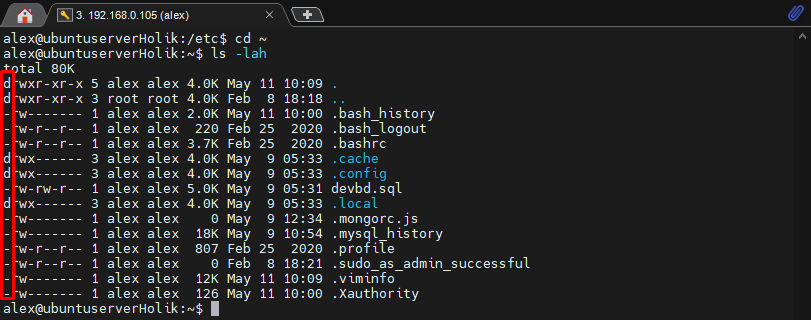 3. 192.168.0.105 (alex)
alex@ubuntuserverHolik:/etc$ cd ~
alex@ubuntuserverHolik:~$ ls -lah
total 80K
drwxr-xr-x 5 alex alex 4.0K May 11 10:09 .
drwxr-xr-x 3 root root 4.0K Feb  8 18:18 ..
-rw------- 1 alex alex 2.0K May 11 10:00 .bash_history
-rw-r--r-- 1 alex alex  220 Feb 25  2020 .bash_logout
-rw-r--r-- 1 alex alex 3.7K Feb 25  2020 .bashrc
drwx------ 3 alex alex 4.0K May  9 05:33 .cache
drwx------ 3 alex alex 4.0K May  9 05:33 .config
-rw-rw-r-- 1 alex alex 5.0K May  9 05:31 devbd.sql
drwx------ 3 alex alex 4.0K May  9 05:33 .local
-rw------- 1 alex alex    0 May  9 12:34 .mongorc.js
-rw------- 1 alex alex  18K May  9 10:54 .mysql_history
-rw-r--r-- 1 alex alex  807 Feb 25  2020 .profile
-rw-r--r-- 1 alex alex    0 Feb  8 18:21 .sudo_as_admin_successful
-rw------- 1 alex alex  12K May 11 10:09 .viminfo
-rw------- 1 alex alex  126 May 11 10:00 .Xauthority
alex@ubuntuserverHolik:~$